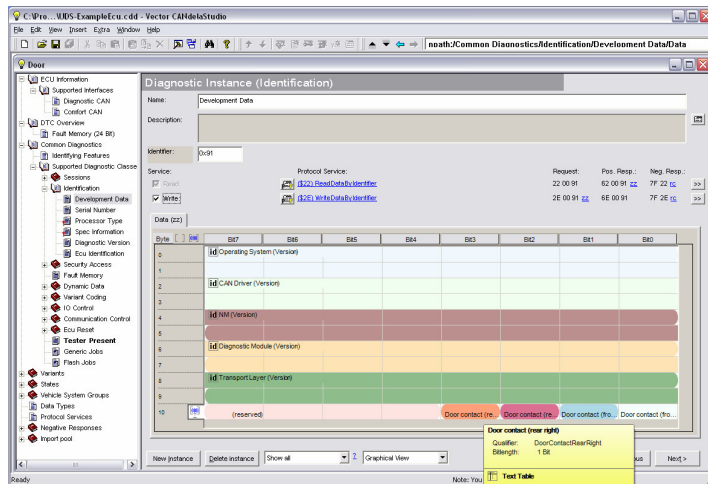 C:\Pro...\UDS-ExampleEcu.cdd - Vector CANdelaStudio
File Edit View Insert Extra Window Help
npath:/Common Diagnostics/Identification/Development Data/Data
Door
ECU Information
Supported Interfaces
Diagnostic CAN
Comfort CAN
DTC Overview
Fault Memory (24 Bit)
Common Diagnostics
Identifying Features
Supported Diagnostic Classe
Sessions
Identification
Development Data
Serial Number
Processor Type
Spec Information
Diagnostic Version
Ecu Identification
Security Access
Fault Memory
Dynamic Data
Variant Coding
IO Control
Communication Control
Ecu Reset
Tester Present
Generic Jobs
Flash Jobs
Variants
States
Vehicle System Groups
Data Types
Protocol Services
Negative Responses
Import pool
Diagnostic Instance (Identification)
Name: Development Data
Description:
Identifier: 0x91
Service: Protocol Service: Request: Pos. Resp.: Neg. Resp.:
Read ($22) ReadDataByIdentifier 22 00 91 62 00 91 zz 7F 22 rc >>
Write: ($2E) WriteDataByIdentifier 2E 00 91 zz 6E 00 91 7F 2E rc >>
Data (zz)
Byte [ ] Bit7 Bit6 Bit5 Bit4 Bit3 Bit2 Bit1 Bit0
0 id Operating System (Version)
1
2 id CAN Driver (Version)
3
4 id NM (Version)
5
6 id Diagnostic Module (Version)
7
8 id Transport Layer (Version)
9
10 (reserved) Door contact (re... Door contact (re... Door contact (fro... Door contact (fro...
Door contact (rear right)
Qualifier: DoorContactRearRight
Bitlength: 1 Bit
Text Table
New Instance Delete instance Show all 2 Graphical View ous Next >
Ready Note: You